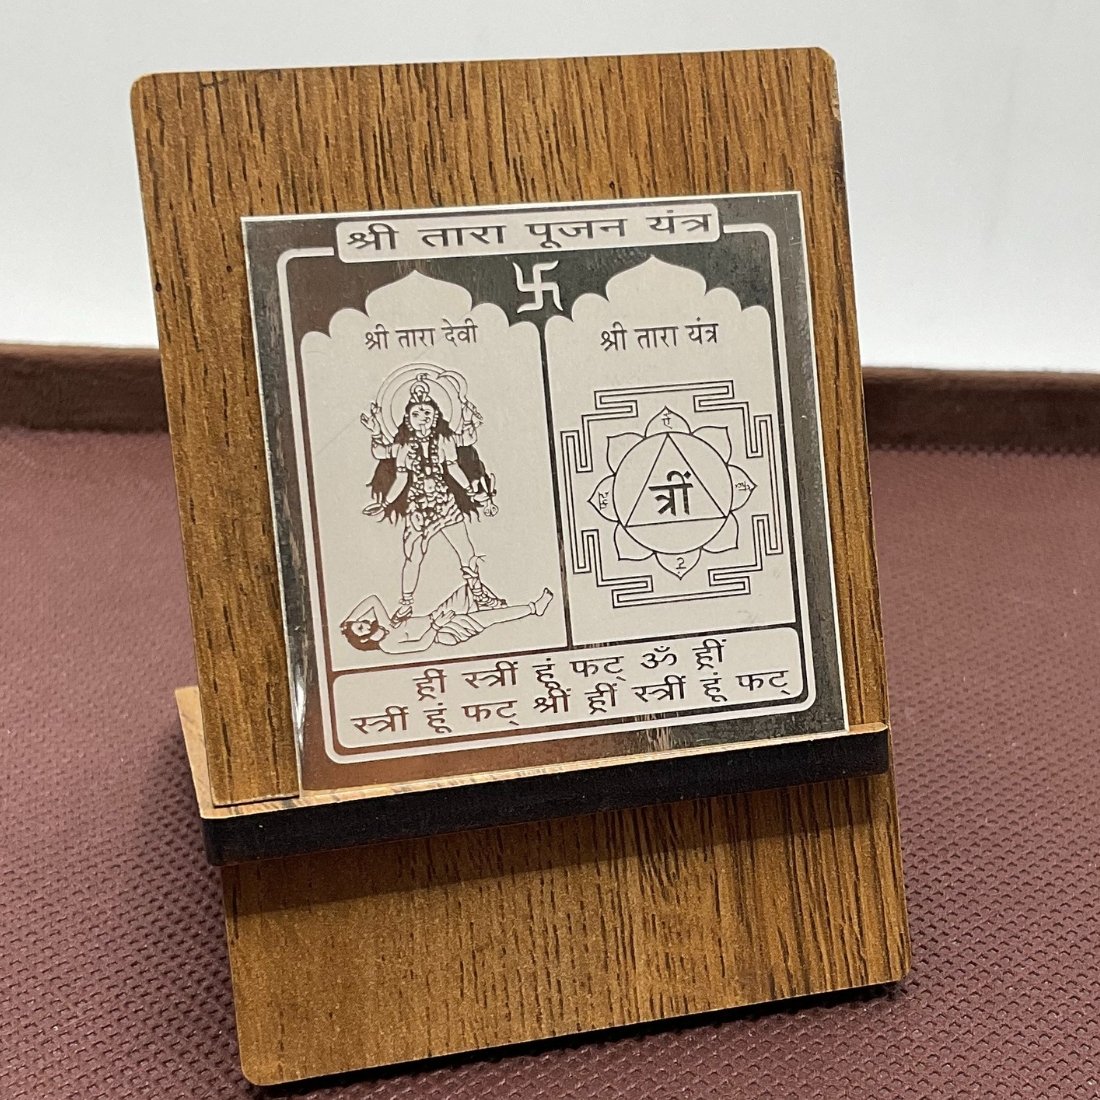 श्री तारा पूजन यंत्र
श्री तारा देवी
श्री तारा यंत्र
त्रीं
ह्रीं स्त्रीं हूं फट् ॐ ह्रीं
स्त्रीं हूं फट् श्रीं ह्रीं स्त्रीं हूं फट्